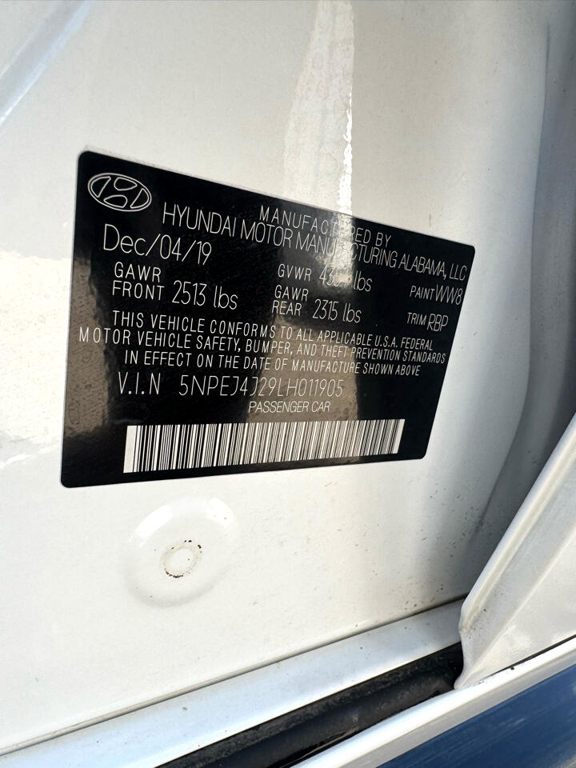 MANUFACTURED BY
HYUNDAI MOTOR MANUFACTURING ALABAMA, LLC
Dec/04/19 GVWR lbs PAINT WW8
GAWR FRONT 2513 lbs GAWR REAR 2315 lbs TRIM RBP
THIS VEHICLE CONFORMS TO ALL APPLICABLE U.S.A. FEDERAL
MOTOR VEHICLE SAFETY, BUMPER, AND THEFT PREVENTION STANDARDS
IN EFFECT ON THE DATE OF MANUFACTURE SHOWN ABOVE.
V.I.N 5NPEJ4J29LH011905
PASSENGER CAR